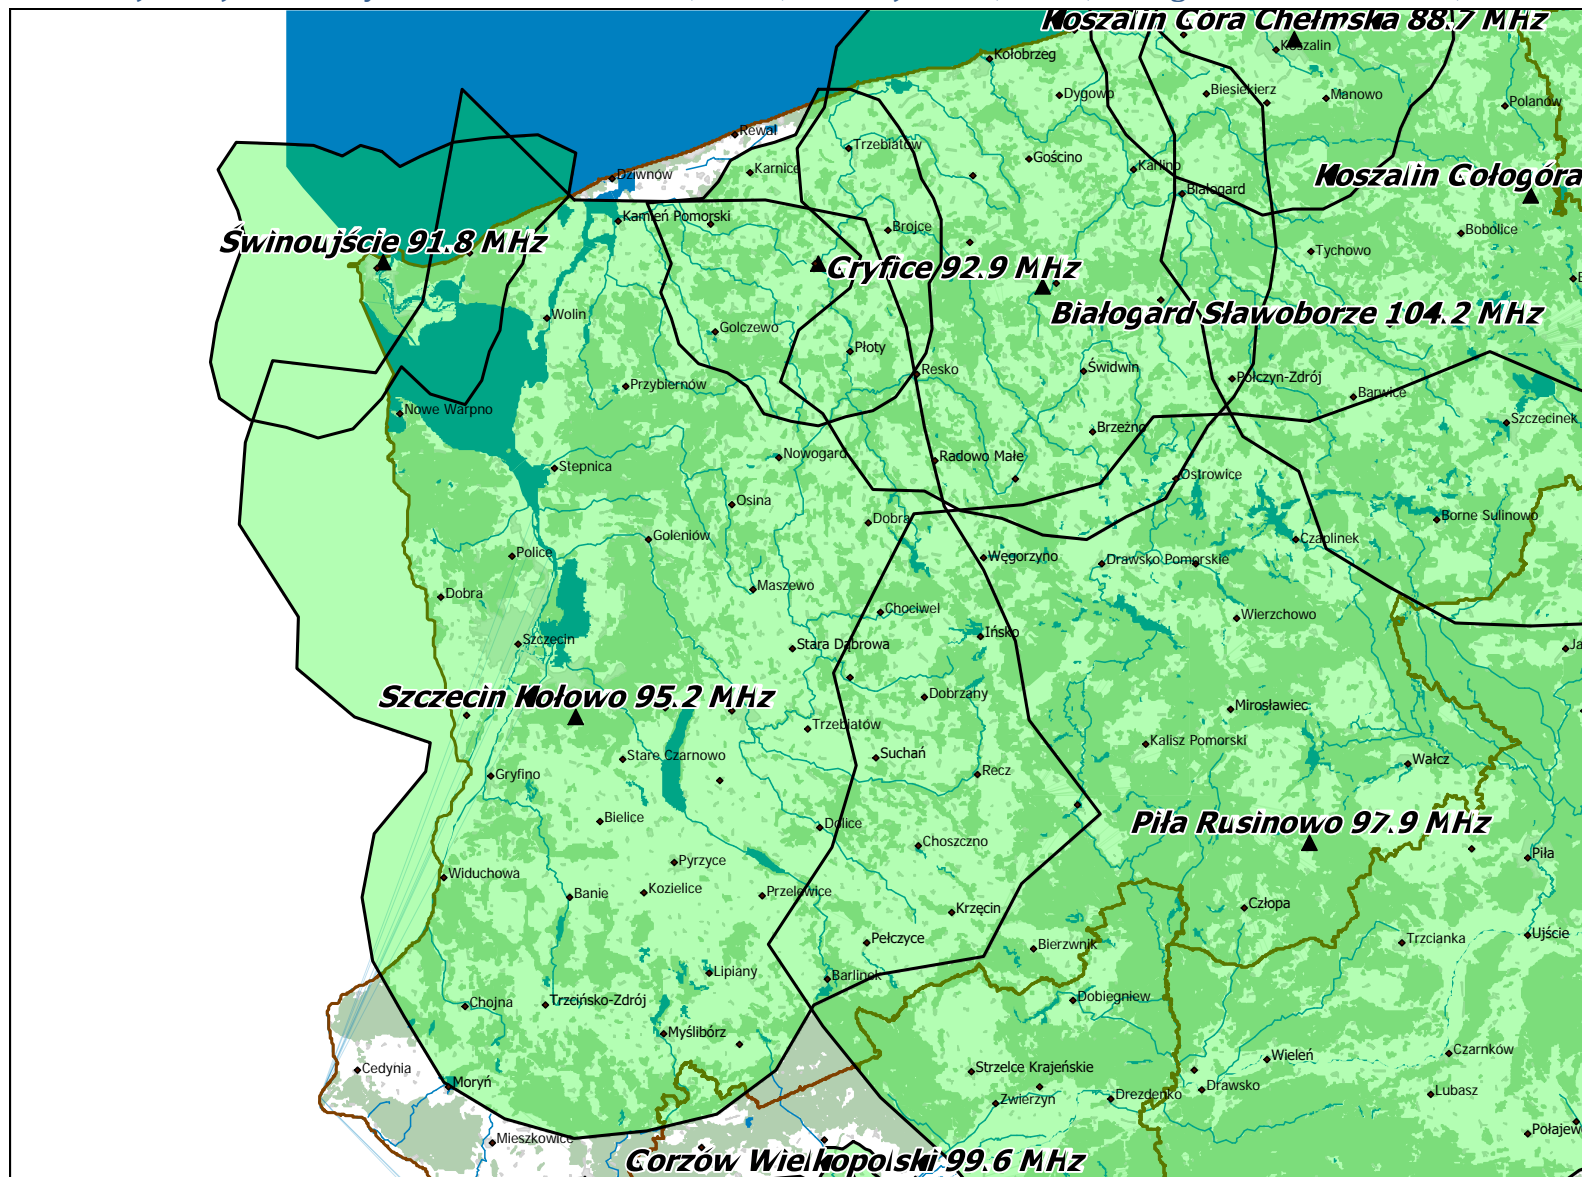 Koszalin Góra Chełmska 88.7 MHz
Koszalin
Kołobrzeg
Dygowo
Biesiekierz
Manowo
Polanów
Rewal
Trzebiatów
Gościno
Karlino
Karnice
Dziwnów
Koszalin Gołogóra
Białogard
Kamień Pomorski
Brojce
Bobolice
Świnoujście 91.8 MHz
Tychowo
Gryfice 92.9 MHz
Białogard Sławoborze 104.2 MHz
Wolin
Golczewo
Płoty
Resko
Świdwin
Połczyn-Zdrój
Przybiernów
Barwice
Nowe Warpno
Szczecinek
Brzeżno
Nowogard
Radowo Małe
Stepnica
Ostrowice
Osina
Dobra
Borne Sulinowo
Goleniów
Czaplinek
Police
Węgorzyno
Drawsko Pomorskie
Maszewo
Dobra
Chociwel
Wierzchowo
Szczecin
Ińsko
Stara Dąbrowa
Ja
Szczecin Kołowo 95.2 MHz
Dobrzany
Mirosławiec
Trzebiatów
Kalisz Pomorski
Stare Czarnowo
Suchań
Wałcz
Gryfino
Recz
Piła Rusinowo 97.9 MHz
Bielice
Dolice
Choszczno
Piła
Pyrzyce
Widuchowa
Banie
Kozielice
Przelewice
Człopa
Krzęcin
Pełczyce
Bierzwnik
Trzcianka
Ujście
Lipiany
Barlinek
Chojna
Trzcińsko-Zdrój
Dobiegniew
Myślibórz
Czarnków
Wieleń
Cedynia
Strzelce Krajeńskie
Moryń
Drawsko
Lubasz
Zwierzyn
Drezdenko
Połajew
Mieszkowice
Gorzów Wielkopolski 99.6 MHz